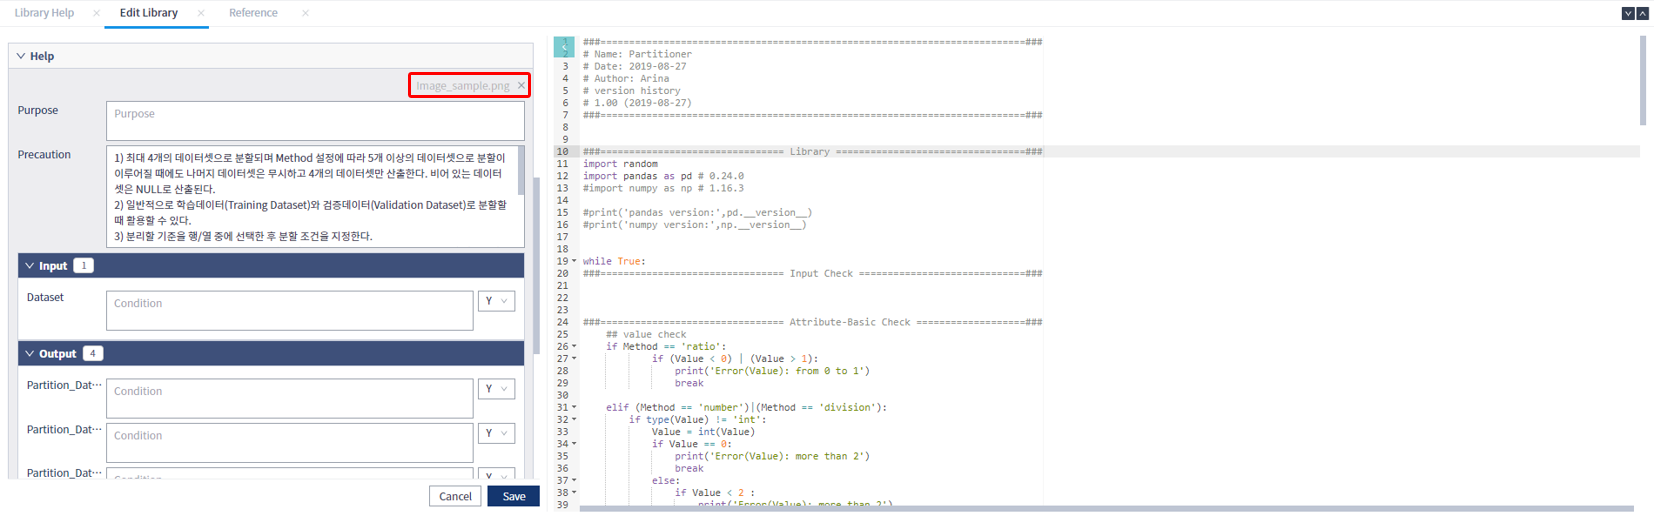 Library Help
Edit Library
Reference
Help
Image_sample.png
Purpose
Purpose
Precaution
1) 최대 4개의 데이터셋으로 분할되며 Method 설정에 따라 5개 이상의 데이터셋으로 분할이
이루어질 때에도 나머지 데이터셋은 무시하고 4개의 데이터셋만 산출한다. 비어 있는 데이터
셋은 NULL로 산출된다.
2) 일반적으로 학습데이터(Training Dataset)와 검증데이터(Validation Dataset)로 분할할
때 활용할 수 있다.
3) 분리할 기준을 행/열 중에 선택한 후 분할 조건을 지정한다.
Input 1
Dataset
Condition
Y
Output 4
Partition_Dat···
Condition
Y
Partition_Dat···
Condition
Y
Partition_Dat···
Condition
Y
Cancel
Save
1 ###==========================================================================###
2 # Name: Partitioner
3 # Date: 2019-08-27
4 # Author: Arina
5 # version history
6 # 1.00 (2019-08-27)
7 ###==========================================================================###
8
9
10 ###================================ Library ================================###
11 import random
12 import pandas as pd # 0.24.0
13 #import numpy as np # 1.16.3
14
15 #print('pandas version:',pd.__version__)
16 #print('numpy version:',np.__version__)
17
18
19 while True:
20 ###================================ Input Check =============================###
21
22
23
24 ###================================ Attribute-Basic Check ===================###
25 ## value check
26 if Method == 'ratio':
27 if (Value < 0) | (Value > 1):
28 print('Error(Value): from 0 to 1')
29 break
30
31 elif (Method == 'number')|(Method == 'division'):
32 if type(Value) != 'int':
33 Value = int(Value)
34 if Value == 0:
35 print('Error(Value): more than 2')
36 break
37 else:
38 if Value < 2 :
39 print('Error(Value): more than 2')